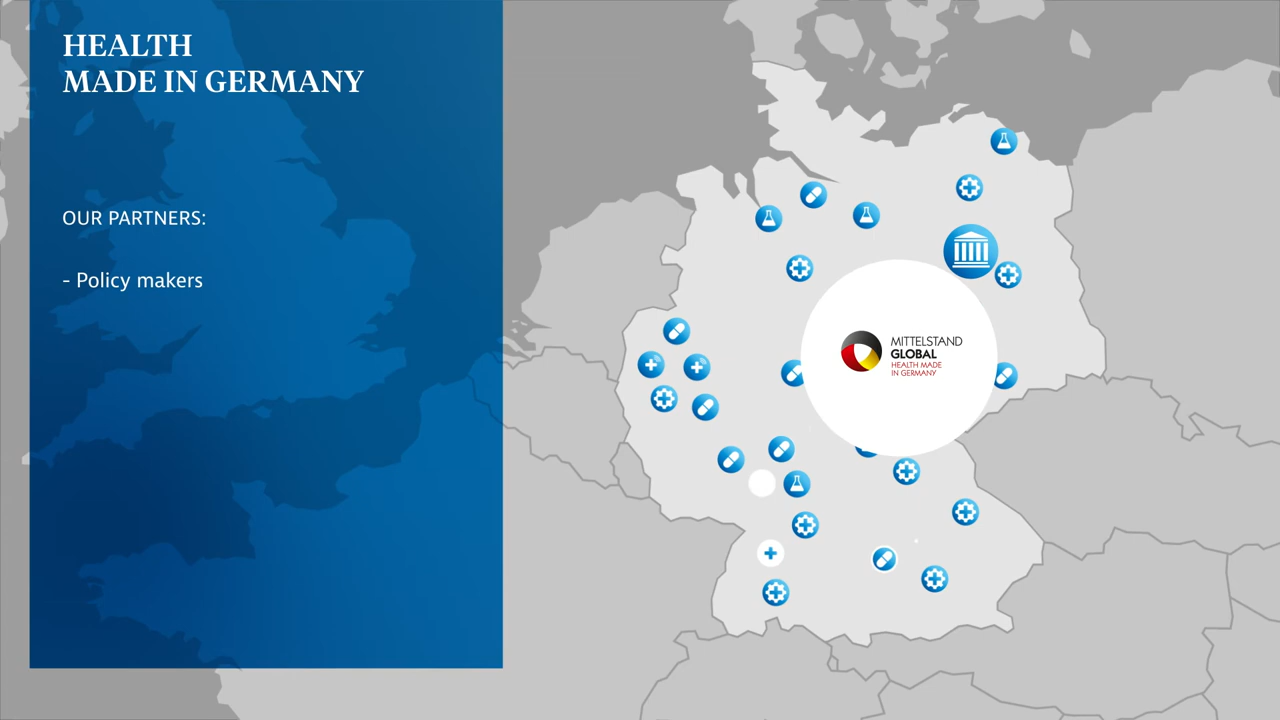 HEALTH
MADE IN GERMANY
OUR PARTNERS:
- Policy makers
MITTELSTAND
GLOBAL
HEALTH MADE
IN GERMANY